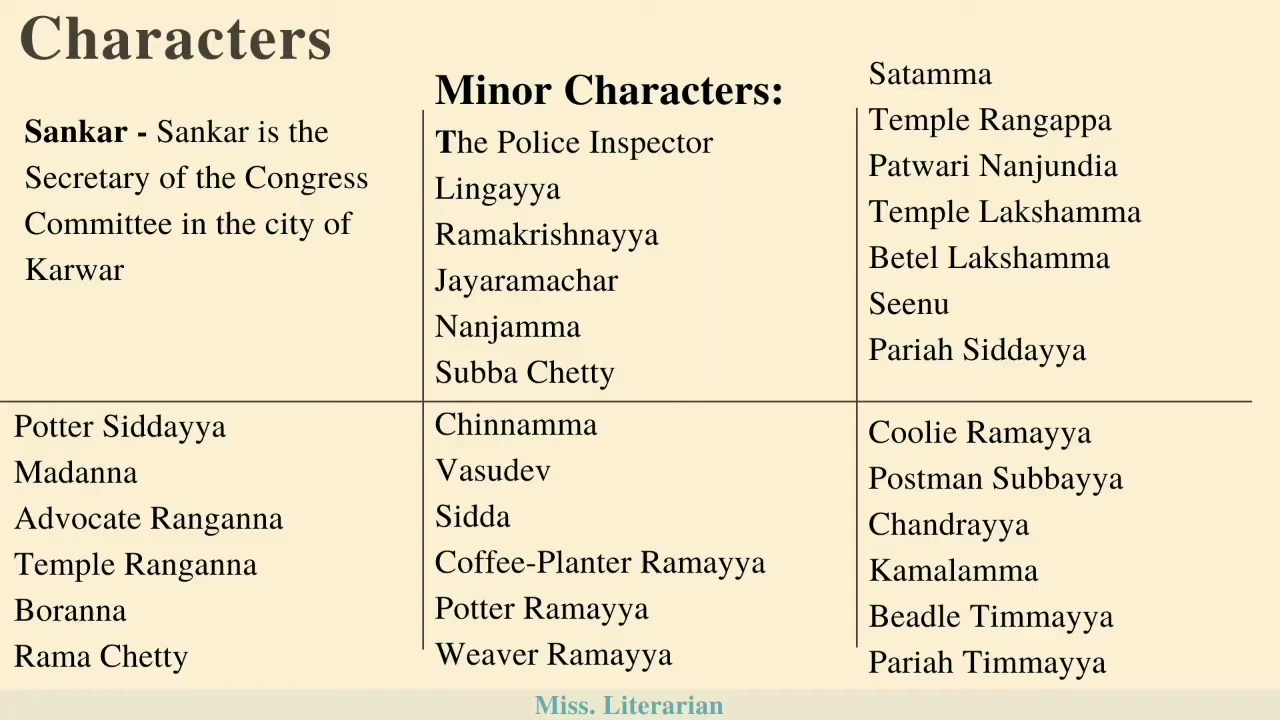 Characters
Sankar - Sankar is the
Secretary of the Congress
Committee in the city of
Karwar
Minor Characters:
The Police Inspector
Lingayya
Ramakrishnayya
Jayaramachar
Nanjamma
Subba Chetty
Satamma
Temple Rangappa
Patwari Nanjundia
Temple Lakshamma
Betel Lakshamma
Seenu
Pariah Siddayya
Potter Siddayya
Madanna
Advocate Ranganna
Temple Ranganna
Boranna
Rama Chetty
Chinnamma
Vasudev
Sidda
Coffee-Planter Ramayya
Potter Ramayya
Weaver Ramayya
Coolie Ramayya
Postman Subbayya
Chandrayya
Kamalamma
Beadle Timmayya
Pariah Timmayya
Miss. Literarian